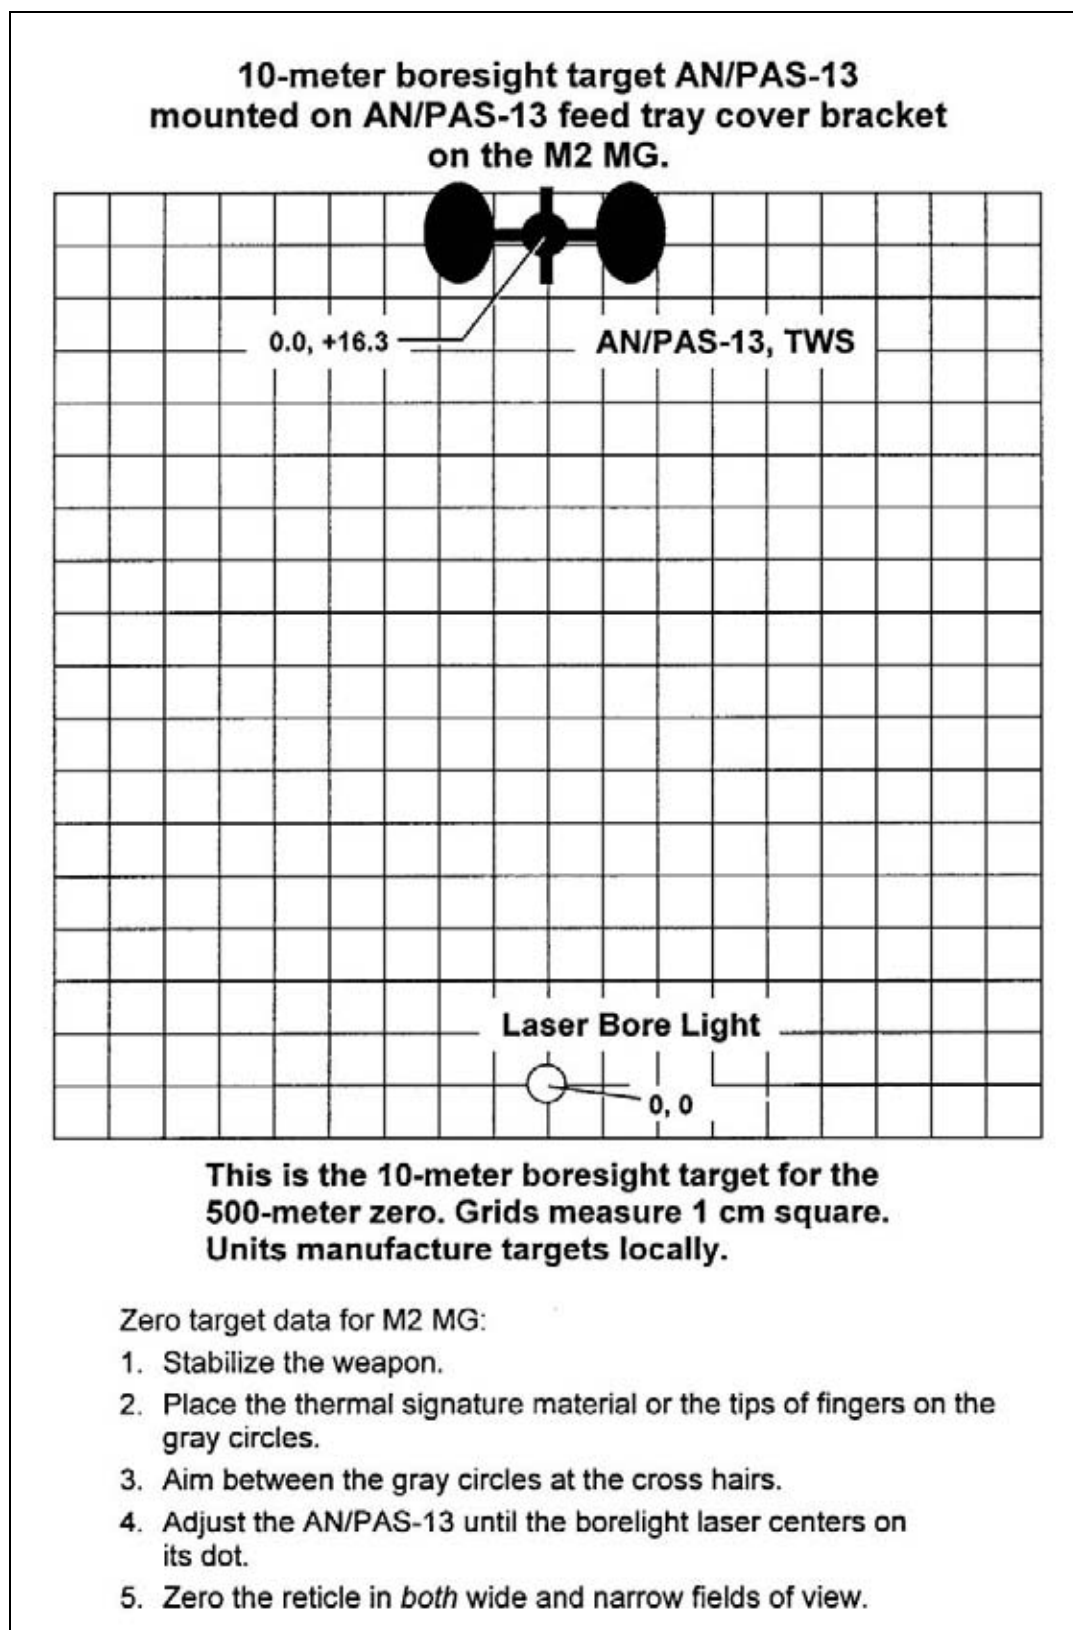 10-meter boresight target AN/PAS-13
mounted on AN/PAS-13 feed tray cover bracket
on the M2 MG.
0.0, +16.3
AN/PAS-13, TWS
Laser Bore Light
0, 0
This is the 10-meter boresight target for the
500-meter zero. Grids measure 1 cm square.
Units manufacture targets locally.
Zero target data for M2 MG:
1. Stabilize the weapon.
2. Place the thermal signature material or the tips of fingers on the
gray circles.
3. Aim between the gray circles at the cross hairs.
4. Adjust the AN/PAS-13 until the borelight laser centers on
its dot.
5. Zero the reticle in both wide and narrow fields of view.